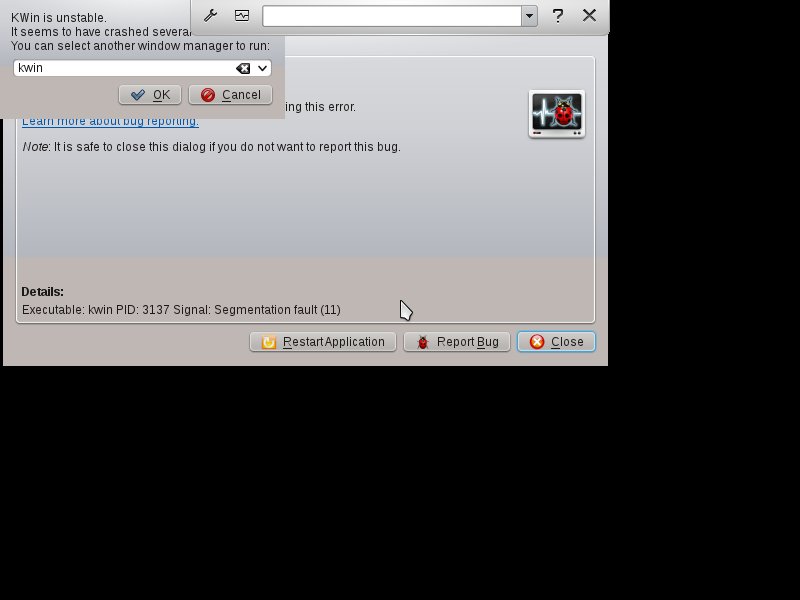 KWin is unstable.
It seems to have crashed several
You can select another window manager to run:
kwin
OK
Cancel
?
ing this error.
Learn more about bug reporting.
Note: It is safe to close this dialog if you do not want to report this bug.
Details:
Executable: kwin PID: 3137 Signal: Segmentation fault (11)
Restart Application
Report Bug
Close